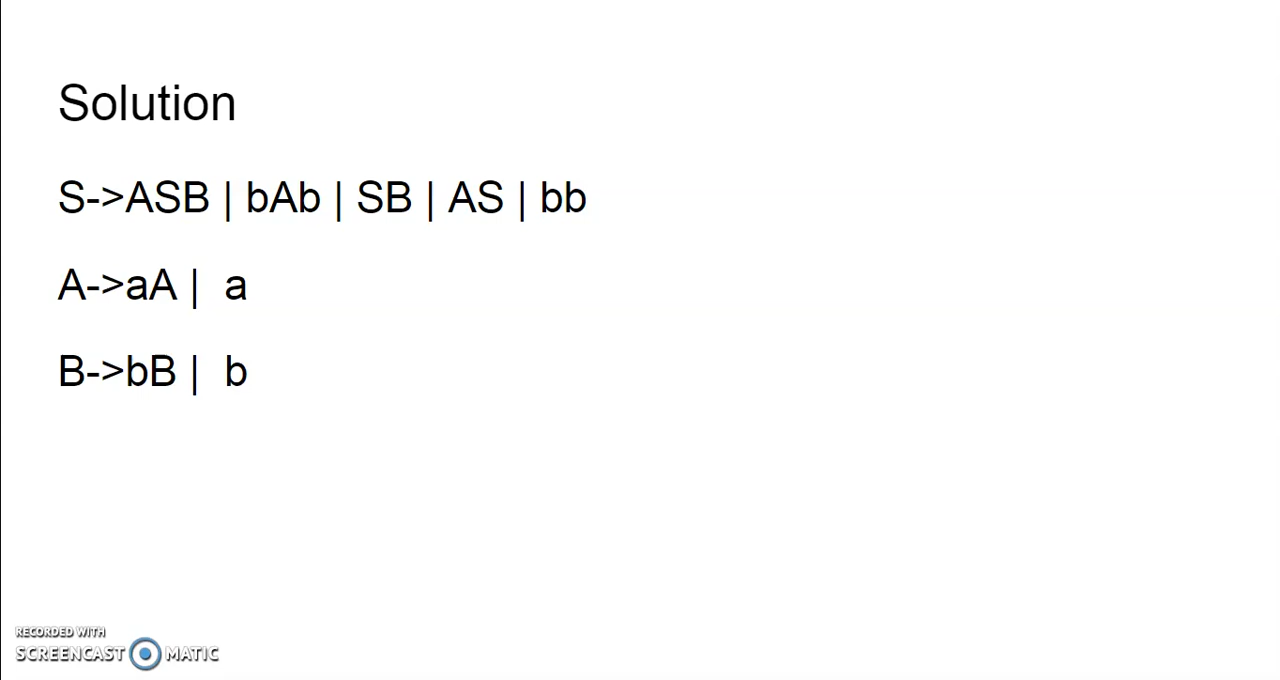 Solution
S->ASB | bAb | SB | AS | bb
A->aA |  a
B->bB |  b
RECORDED WITH
SCREENCAST MATIC